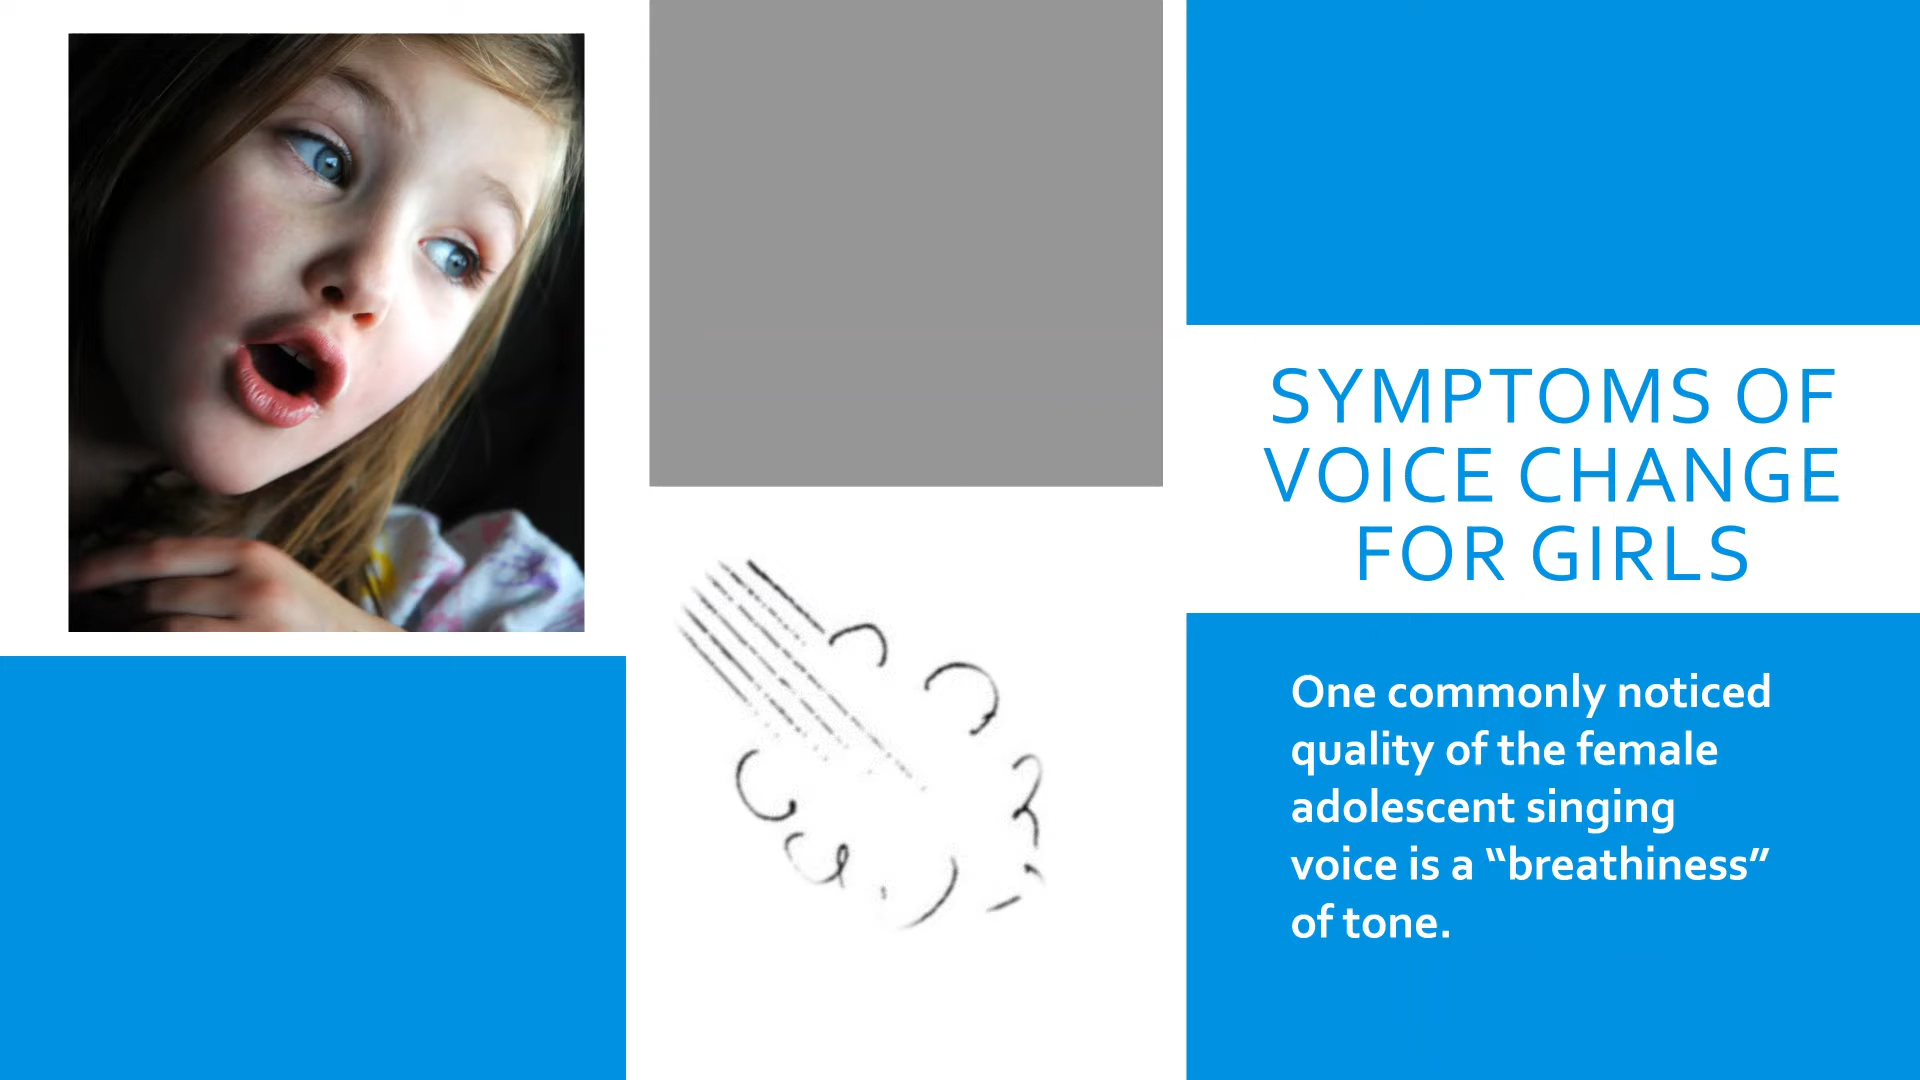 SYMPTOMS OF
VOICE CHANGE
FOR GIRLS
One commonly noticed
quality of the female
adolescent singing
voice is a “breathiness”
of tone.